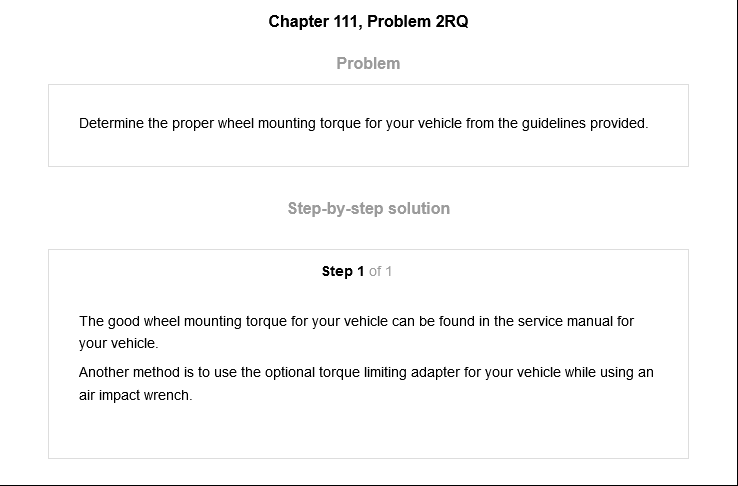 Chapter 111, Problem 2RQ
Problem
Determine the proper wheel mounting torque for your vehicle from the guidelines provided.
Step-by-step solution
Step 1 of 1
The good wheel mounting torque for your vehicle can be found in the service manual for
your vehicle.
Another method is to use the optional torque limiting adapter for your vehicle while using an
air impact wrench.